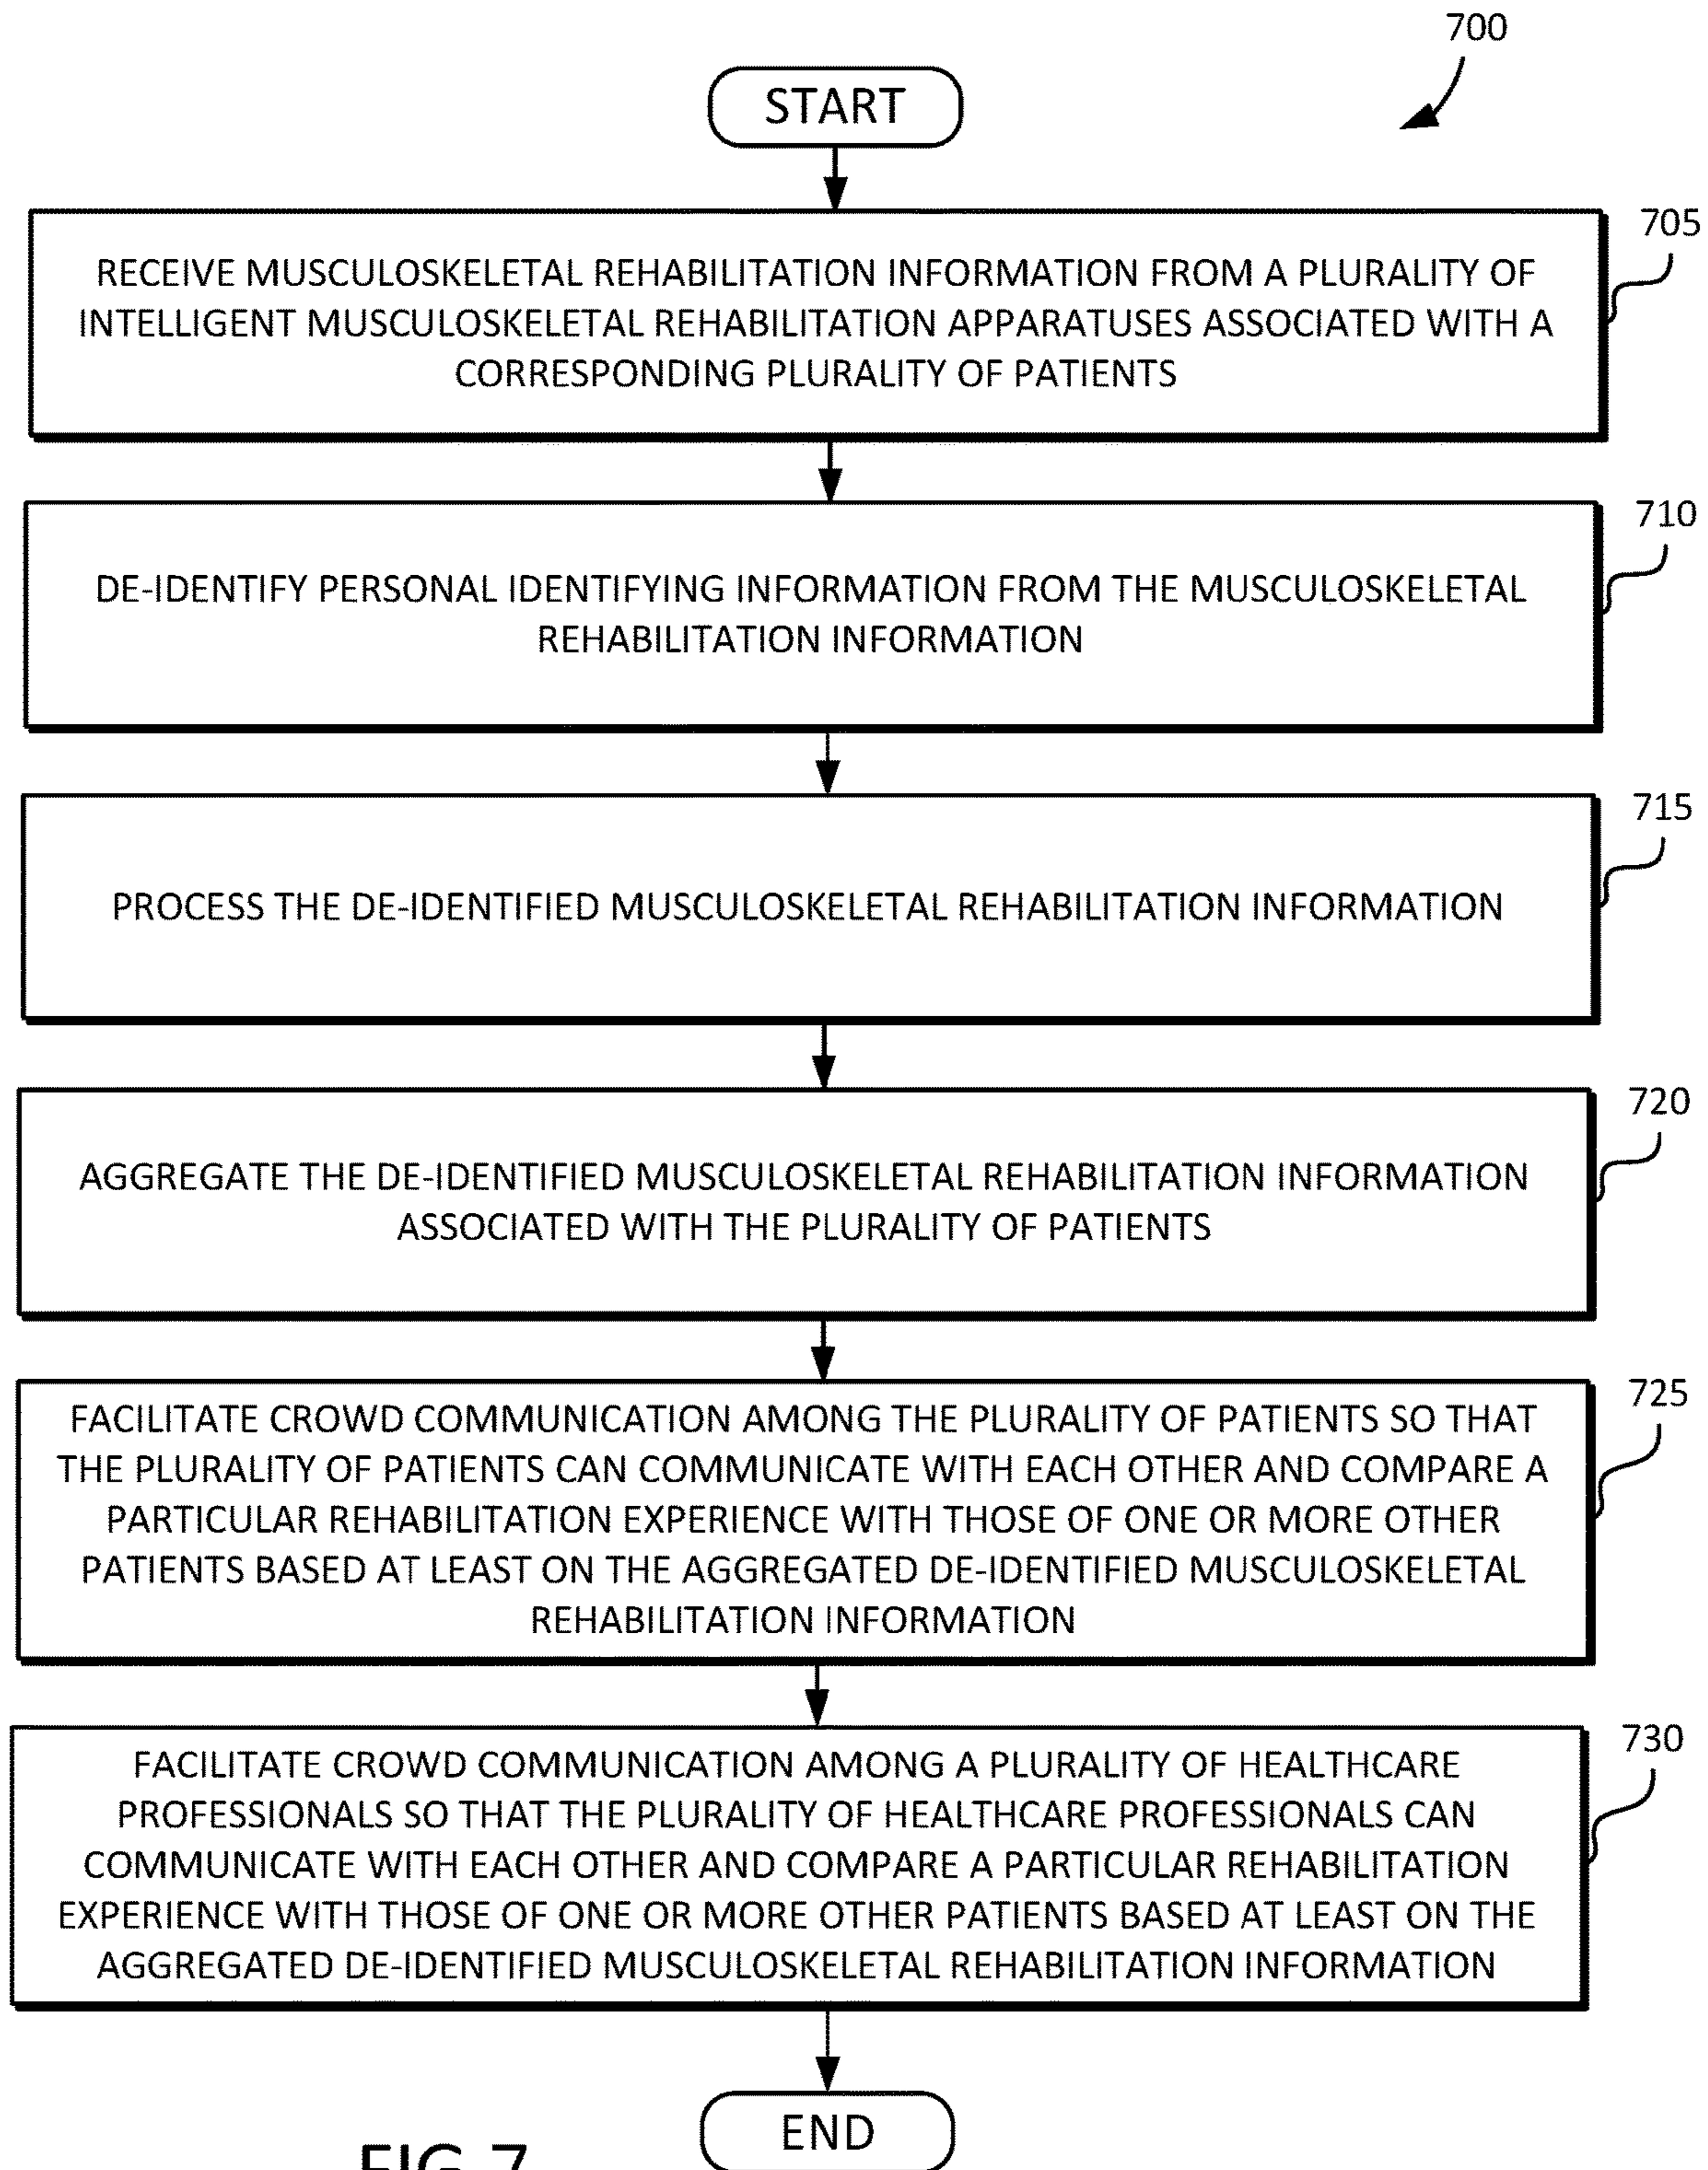 700
START
705
RECEIVE MUSCULOSKELETAL REHABILITATION INFORMATION FROM A PLURALITY OF
INTELLIGENT MUSCULOSKELETAL REHABILITATION APPARATUSES ASSOCIATED WITH A
CORRESPONDING PLURALITY OF PATIENTS
710
DE-IDENTIFY PERSONAL IDENTIFYING INFORMATION FROM THE MUSCULOSKELETAL
REHABILITATION INFORMATION
715
PROCESS THE DE-IDENTIFIED MUSCULOSKELETAL REHABILITATION INFORMATION
720
AGGREGATE THE DE-IDENTIFIED MUSCULOSKELETAL REHABILITATION INFORMATION
ASSOCIATED WITH THE PLURALITY OF PATIENTS
725
FACILITATE CROWD COMMUNICATION AMONG THE PLURALITY OF PATIENTS SO THAT
THE PLURALITY OF PATIENTS CAN COMMUNICATE WITH EACH OTHER AND COMPARE A
PARTICULAR REHABILITATION EXPERIENCE WITH THOSE OF ONE OR MORE OTHER
PATIENTS BASED AT LEAST ON THE AGGREGATED DE-IDENTIFIED MUSCULOSKELETAL
REHABILITATION INFORMATION
730
FACILITATE CROWD COMMUNICATION AMONG A PLURALITY OF HEALTHCARE
PROFESSIONALS SO THAT THE PLURALITY OF HEALTHCARE PROFESSIONALS CAN
COMMUNICATE WITH EACH OTHER AND COMPARE A PARTICULAR REHABILITATION
EXPERIENCE WITH THOSE OF ONE OR MORE OTHER PATIENTS BASED AT LEAST ON THE
AGGREGATED DE-IDENTIFIED MUSCULOSKELETAL REHABILITATION INFORMATION
END
FIG 7